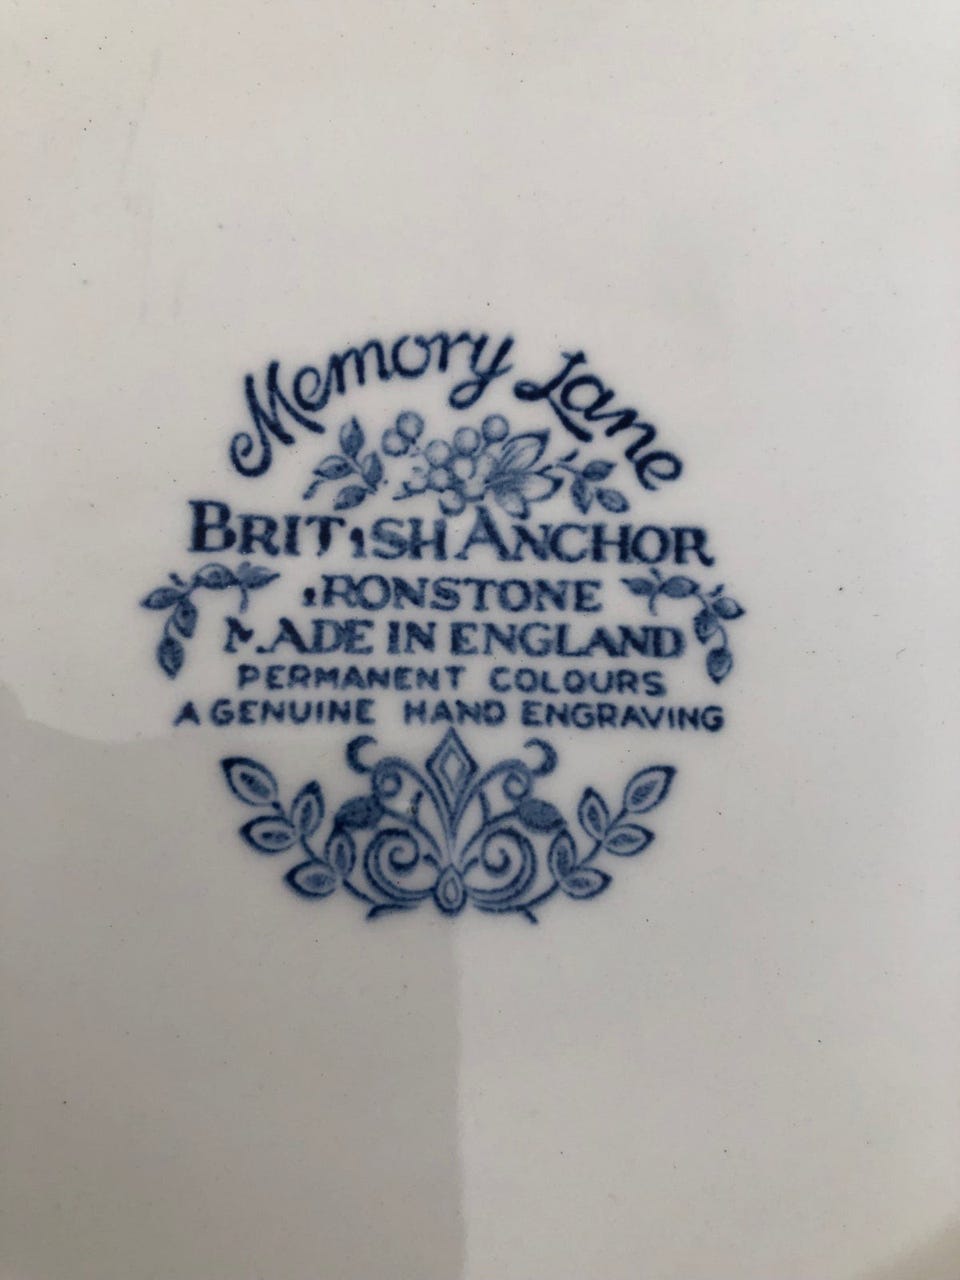 Memory Lane
BRITISH ANCHOR
IRONSTONE
MADE IN ENGLAND
PERMANENT COLOURS
A GENUINE HAND ENGRAVING